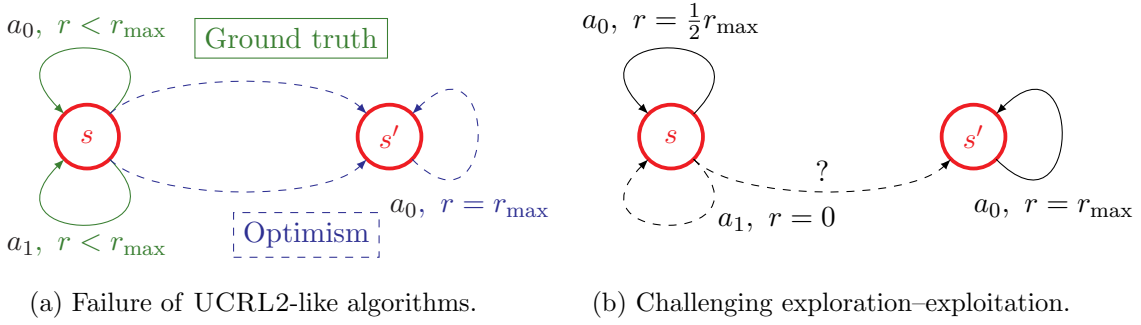 a₀, r < r_max
Ground truth
s
s′
a₀, r = r_max
a₁, r < r_max
Optimism
(a) Failure of UCRL2-like algorithms.
a₀, r = ½r_max
s
s′
?
a₁, r = 0
a₀, r = r_max
(b) Challenging exploration–exploitation.